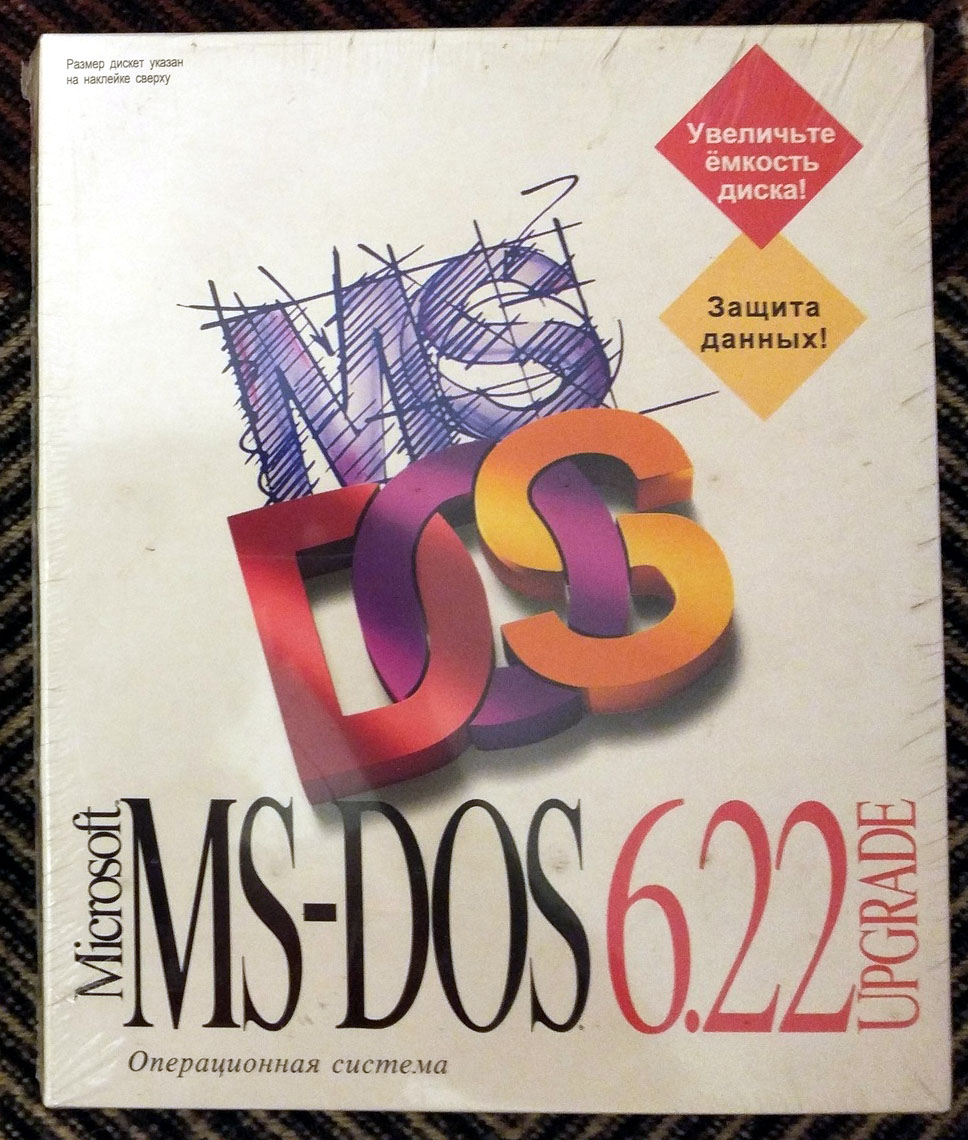 Размер дискет указан
на наклейке сверху
Увеличьте
ёмкость
диска!
Защита
данных!
MS
DOS
Microsoft
MS-DOS 6.22
UPGRADE
Операционная система